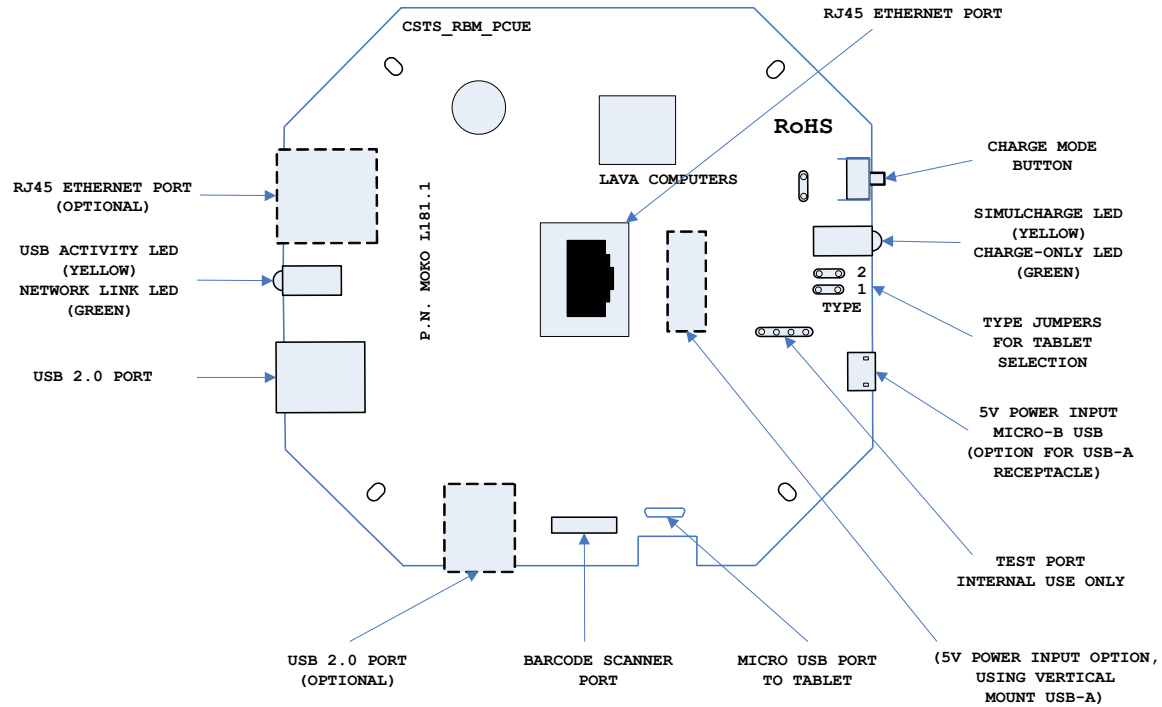 RJ45 ETHERNET PORT
CSTS_RBM_PCUE
RoHS
LAVA COMPUTERS
P.N. MOKO L181.1
CHARGE MODE
BUTTON
RJ45 ETHERNET PORT
(OPTIONAL)
SIMULCHARGE LED
(YELLOW)
CHARGE-ONLY LED
(GREEN)
USB ACTIVITY LED
(YELLOW)
NETWORK LINK LED
(GREEN)
2
1
TYPE
TYPE JUMPERS
FOR TABLET
SELECTION
USB 2.0 PORT
5V POWER INPUT
MICRO-B USB
(OPTION FOR USB-A
RECEPTACLE)
TEST PORT
INTERNAL USE ONLY
USB 2.0 PORT
(OPTIONAL)
BARCODE SCANNER
PORT
MICRO USB PORT
TO TABLET
(5V POWER INPUT OPTION,
USING VERTICAL
MOUNT USB-A)